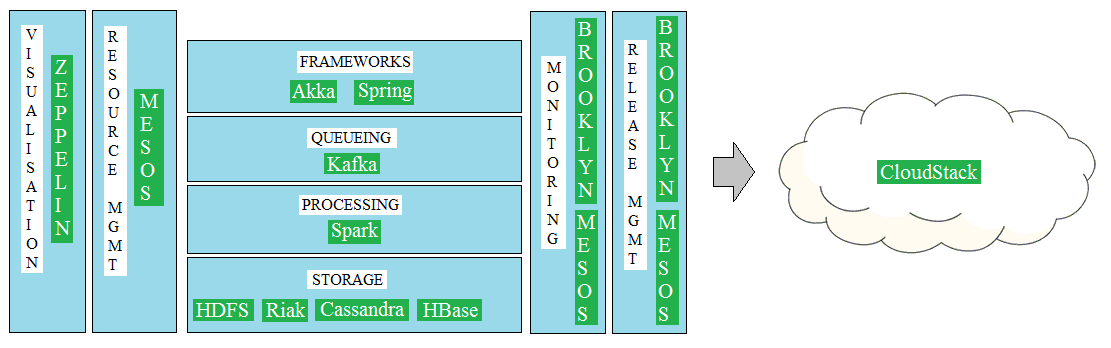 VISUALISATION
ZEPPELIN
RESOURCE MGMT
MESOS
FRAMEWORKS
Akka Spring
QUEUEING
Kafka
PROCESSING
Spark
STORAGE
HDFS Riak Cassandra HBase
MONITORING
BROOKLYN MESOS
RELEASE MGMT
BROOKLYN MESOS
CloudStack